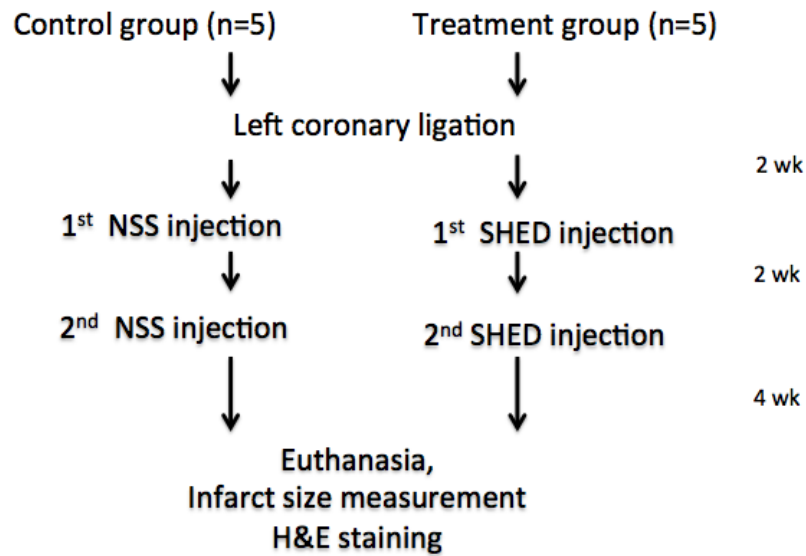 Control group (n=5) Treatment group (n=5)
Left coronary ligation
2 wk
1st NSS injection 1st SHED injection
2 wk
2nd NSS injection 2nd SHED injection
4 wk
Euthanasia,
Infarct size measurement
H&E staining